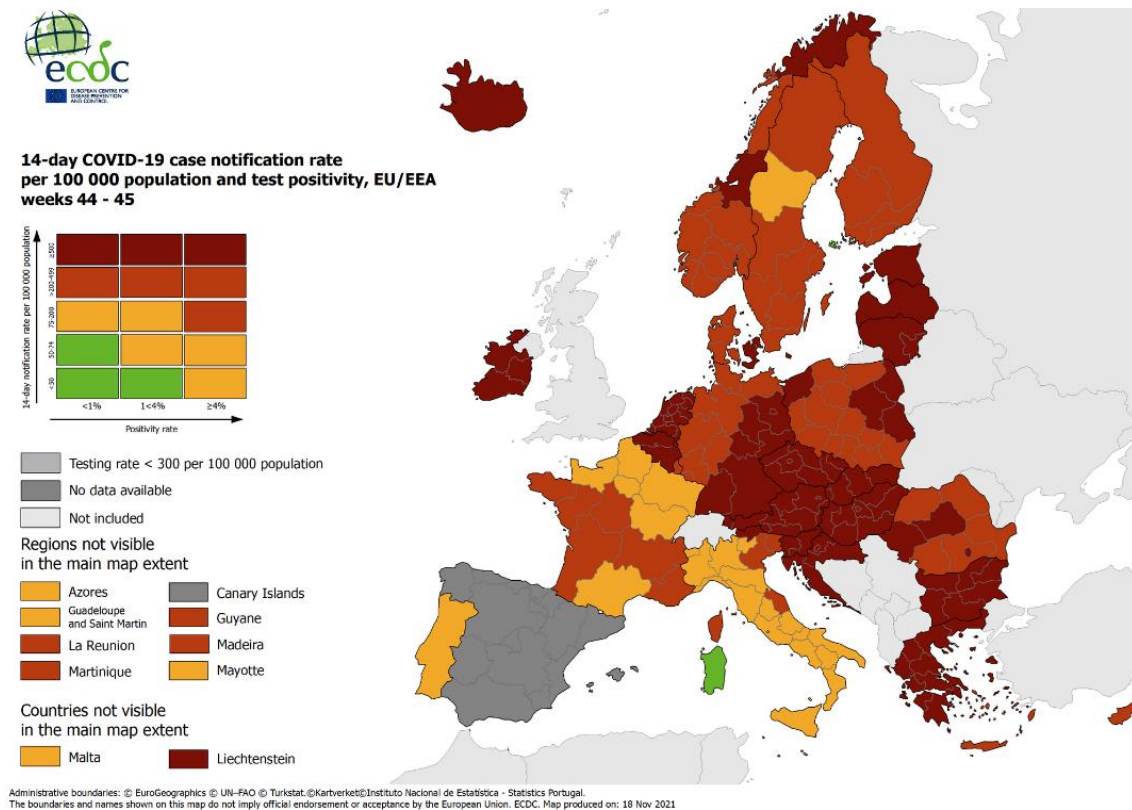 ecdc
EUROPEAN CENTRE FOR
DISEASE PREVENTION
AND CONTROL
14-day COVID-19 case notification rate
per 100 000 population and test positivity, EU/EEA
weeks 44 - 45
14-day notification rate per 100 000 population
≥500
>200-499
75-200
50-74
<50
<1%
1<4%
≥4%
Positivity rate
Testing rate < 300 per 100 000 population
No data available
Not included
Regions not visible
in the main map extent
Azores
Canary Islands
Guadeloupe
and Saint Martin
Guyane
La Reunion
Madeira
Martinique
Mayotte
Countries not visible
in the main map extent
Malta
Liechtenstein
Administrative boundaries: © EuroGeographics © UN–FAO © Turkstat.©Kartverket©Instituto Nacional de Estatística - Statistics Portugal.
The boundaries and names shown on this map do not imply official endorsement or acceptance by the European Union. ECDC. Map produced on: 18 Nov 2021